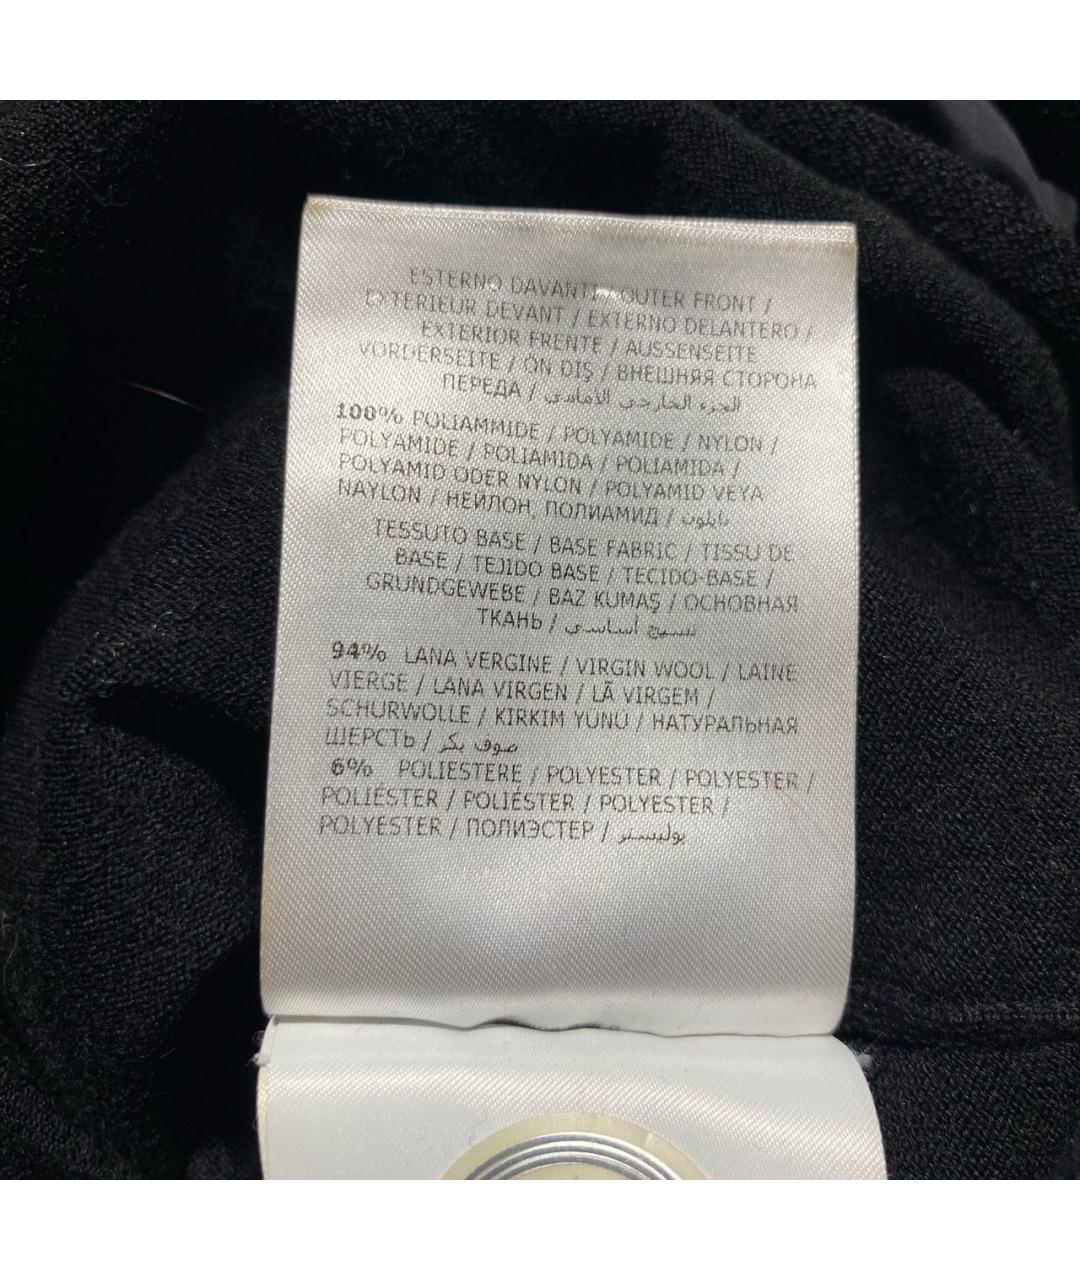 ESTERNO DAVANTI / OUTER FRONT /
EXTERIEUR DEVANT / EXTERNO DELANTERO /
EXTERIOR FRENTE / AUSSENSEITE
VORDERSEITE / ÖN DIŞ / ВНЕШНЯЯ СТОРОНА
ПЕРЕДА / الجزء الخارجي الأمامي
100% POLIAMMIDE / POLYAMIDE / NYLON /
POLYAMIDE / POLIAMIDA / POLIAMIDA /
POLYAMID ODER NYLON / POLYAMID VEYA
NAYLON / НЕЙЛОН, ПОЛИАМИД / نايلون
TESSUTO BASE / BASE FABRIC / TISSU DE
BASE / TEJIDO BASE / TECIDO-BASE /
GRUNDGEWEBE / BAZ KUMAŞ / ОСНОВНАЯ
ТКАНЬ / نسيج أساسي
94% LANA VERGINE / VIRGIN WOOL / LAINE
VIERGE / LANA VIRGEN / LÃ VIRGEM /
SCHURWOLLE / KIRKIM YUNU / НАТУРАЛЬНАЯ
ШЕРСТЬ / صوف بكر
6% POLIESTERE / POLYESTER / POLYESTER /
POLIÉSTER / POLIÉSTER / POLYESTER /
POLYESTER / ПОЛИЭСТЕР / بوليستر